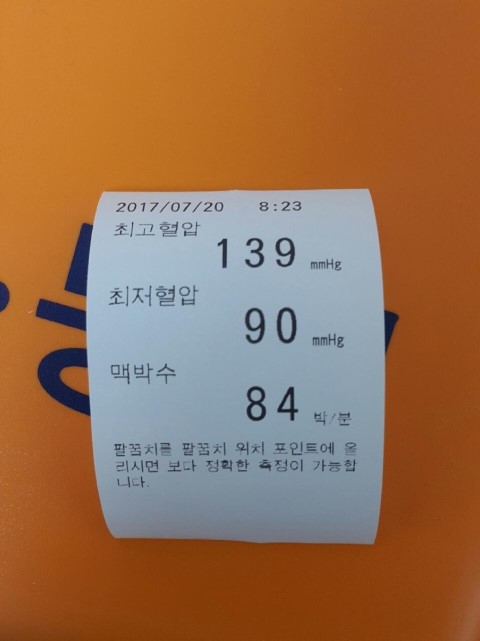 2017/07/20 8:23
최고혈압
139 mmHg
최저혈압
90 mmHg
맥박수
84 박/분
팔꿈치를 팔꿈치 위치 포인트에 올
리시면 보다 정확한 측정이 가능합
니다.